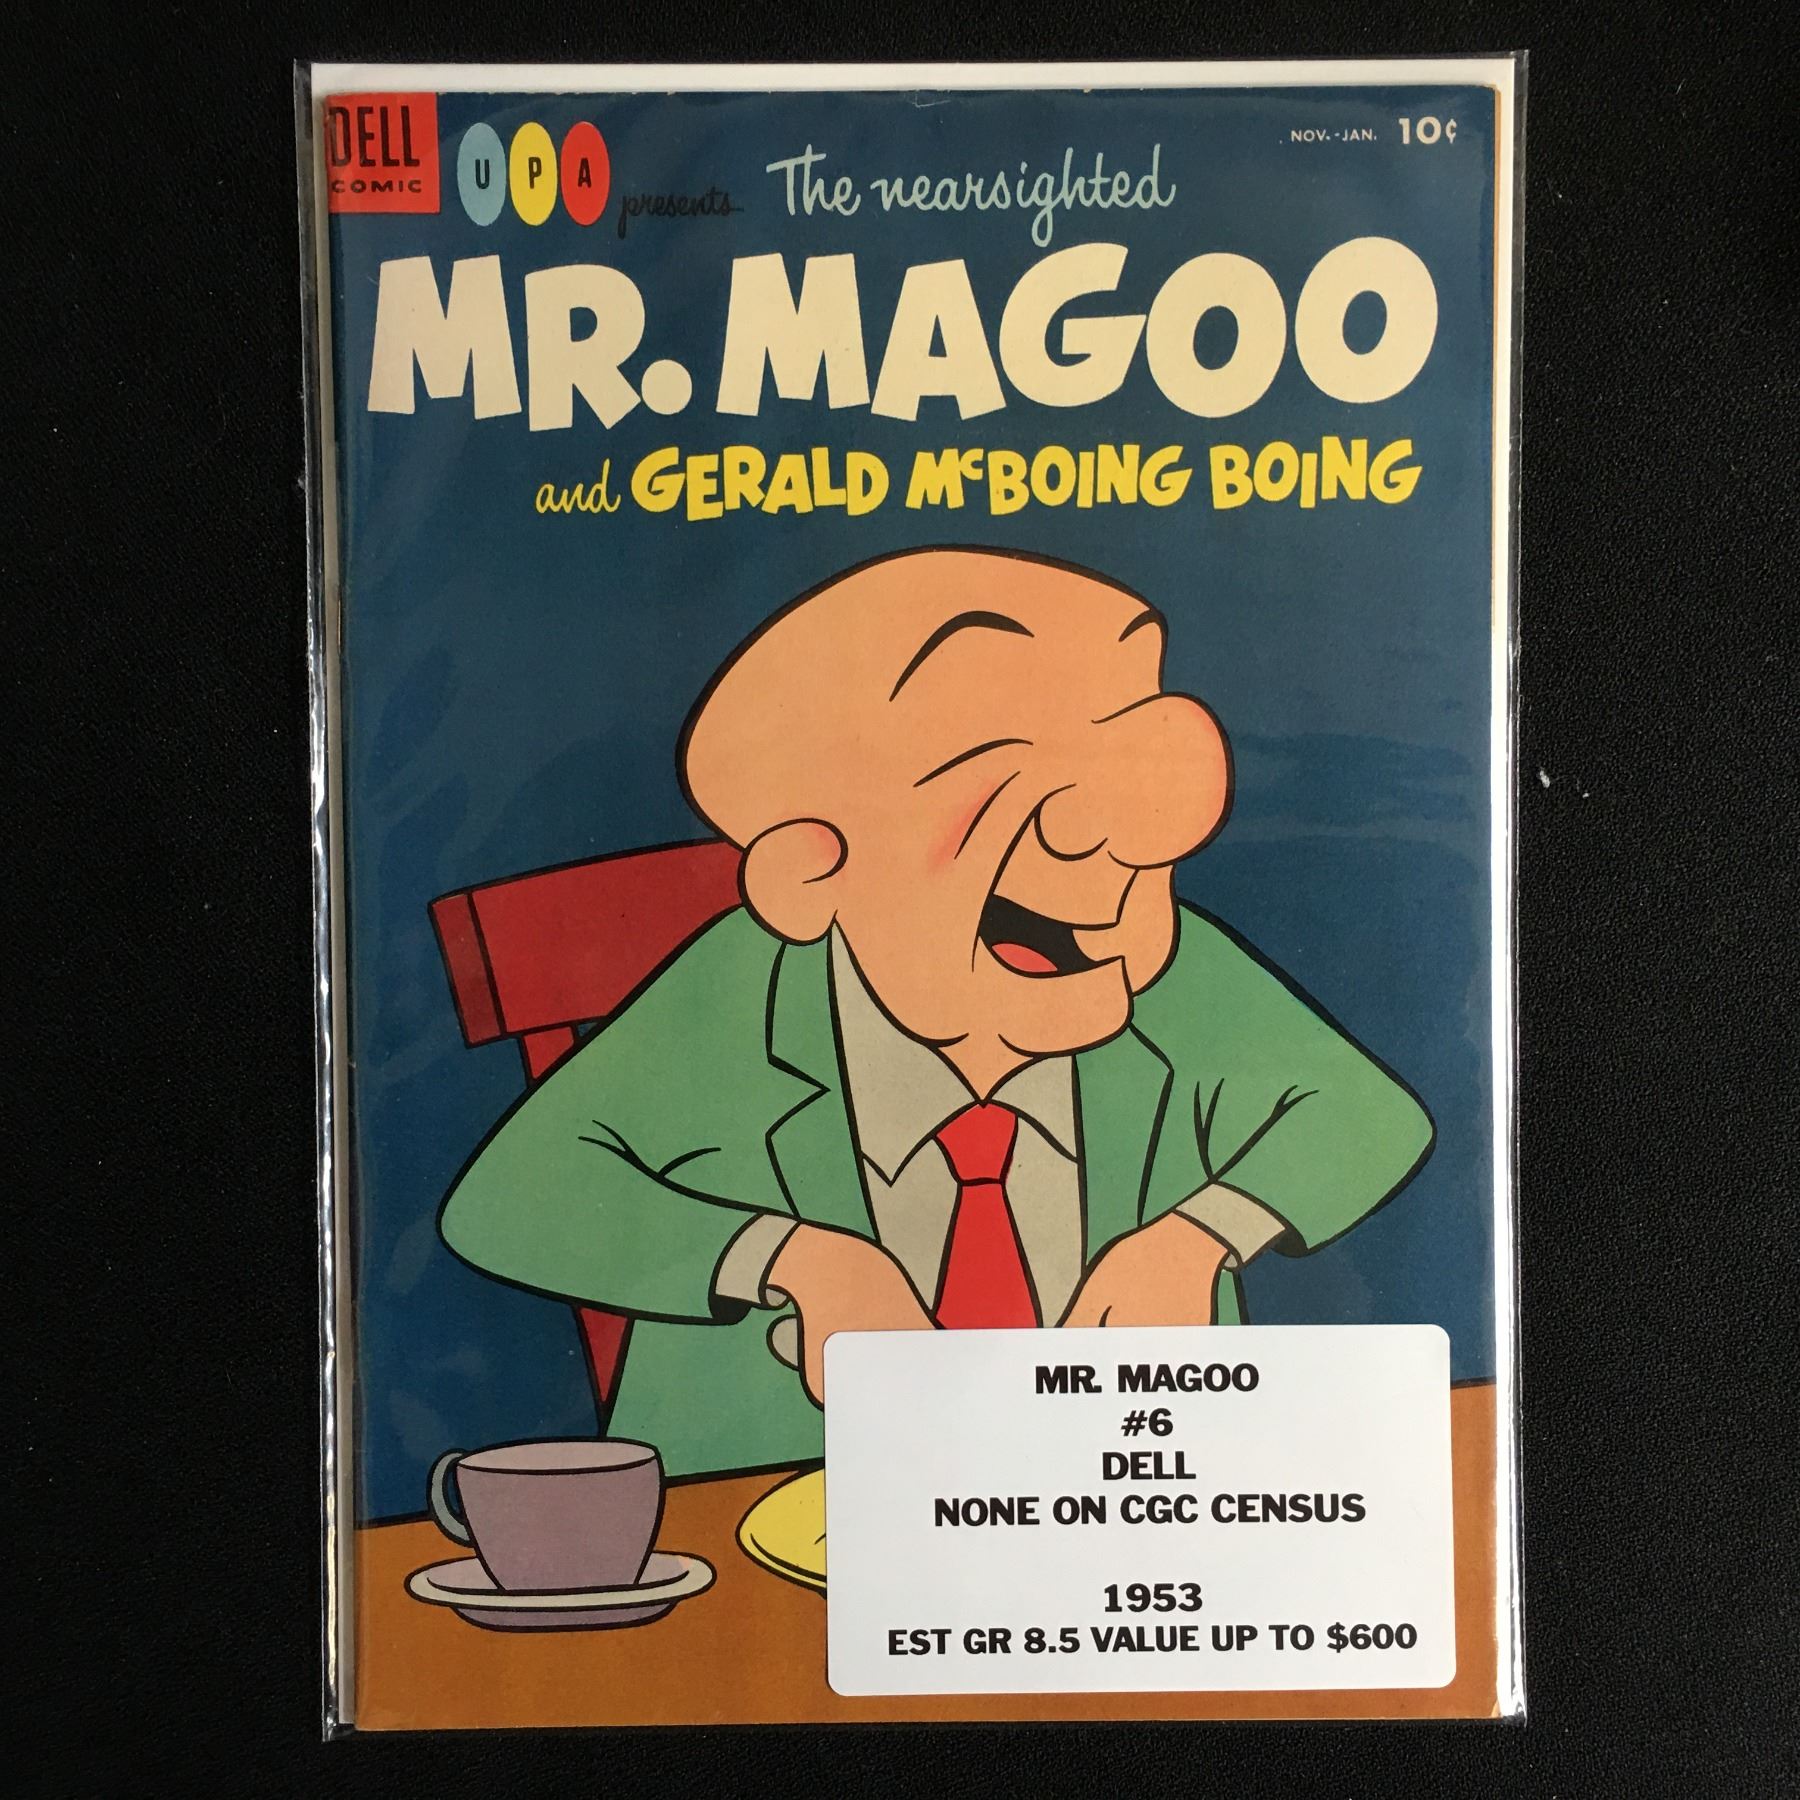 DELL
COMIC
UPA
presents
The nearsighted
NOV.-JAN. 10¢
MR. MAGOO
and GERALD McBOING BOING
MR. MAGOO
#6
DELL
NONE ON CGC CENSUS
1953
EST GR 8.5 VALUE UP TO $600